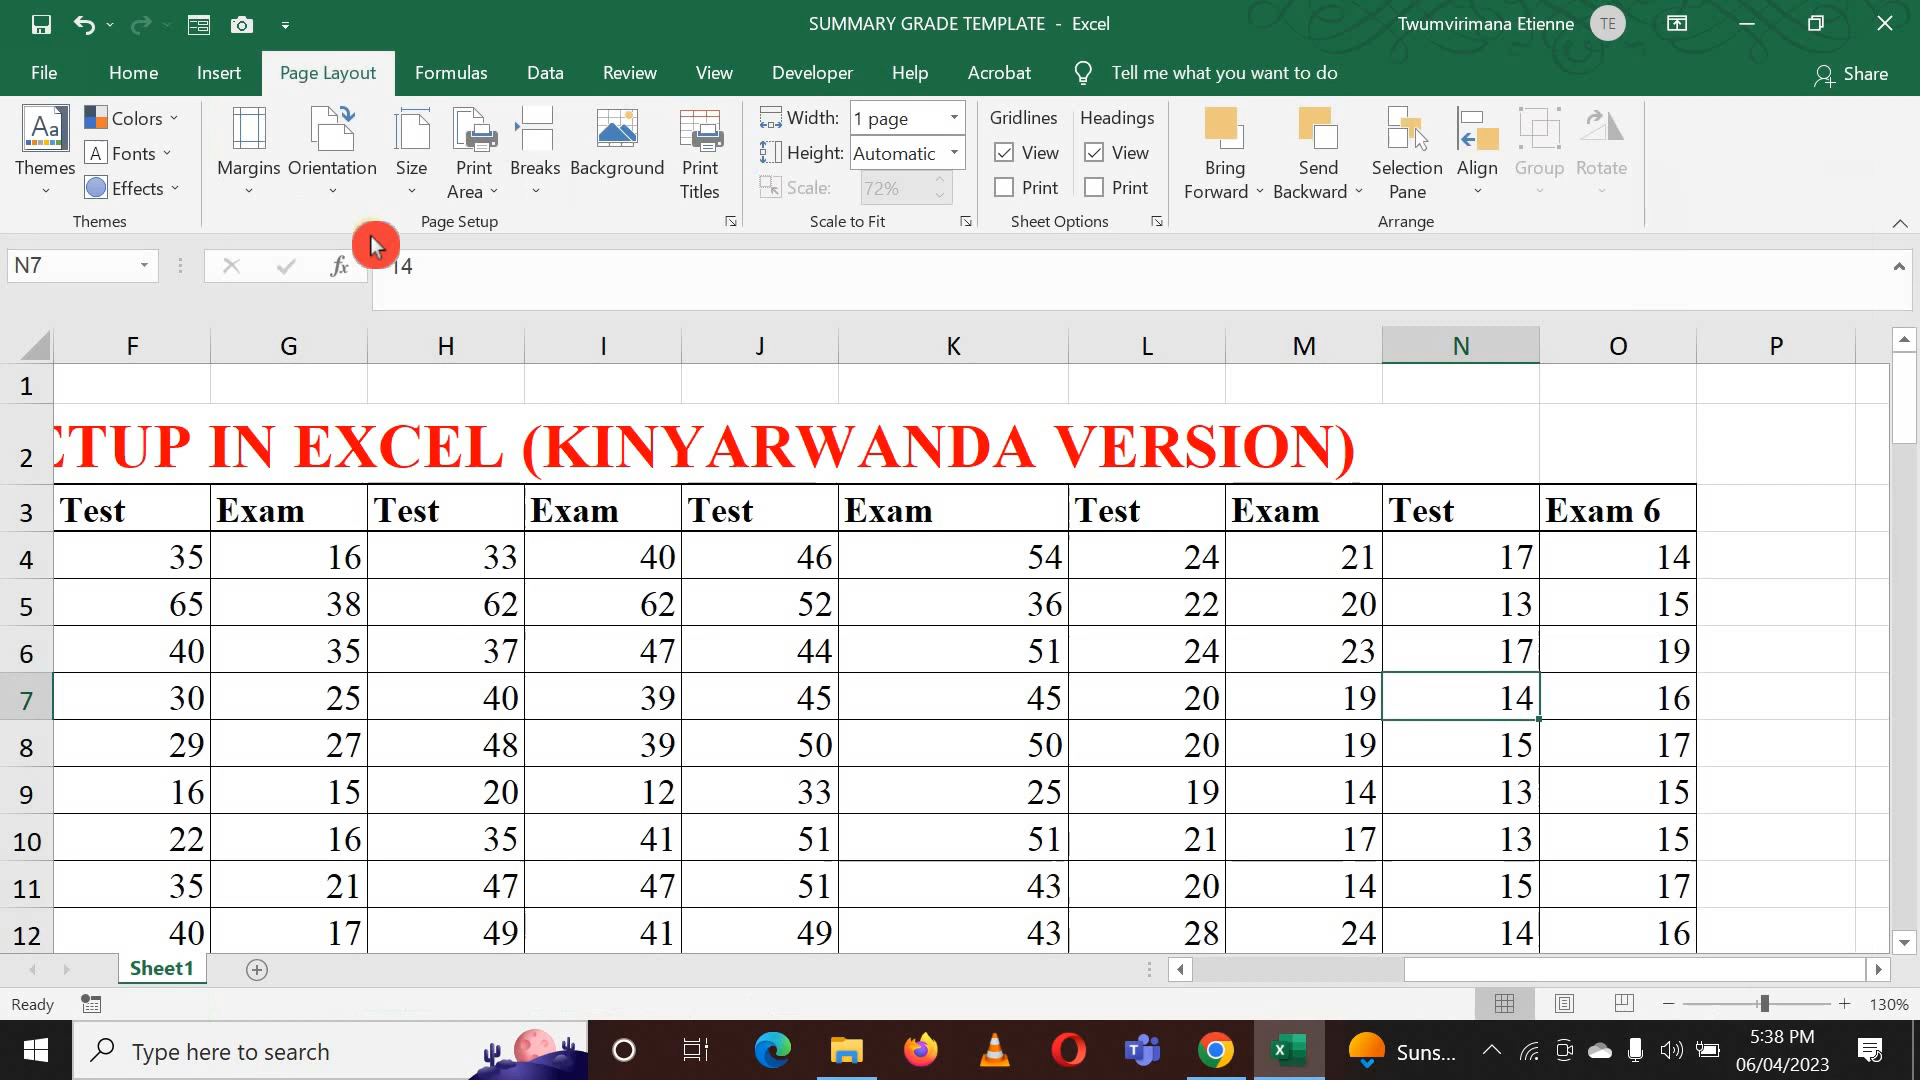 SUMMARY GRADE TEMPLATE - Excel
Twumvirimana Etienne TE
File Home Insert Page Layout Formulas Data Review View Developer Help Acrobat Tell me what you want to do Share
Themes Colors Fonts Effects
Themes
Margins Orientation Size Print Area Breaks Background Print Titles
Page Setup
Width: 1 page
Height: Automatic
Scale: 72%
Scale to Fit
Gridlines Headings
View View
Print Print
Sheet Options
Bring Forward Send Backward Selection Pane Align Group Rotate
Arrange
N7 fx 14
F G H I J K L M N O P
1
2 ETUP IN EXCEL (KINYARWANDA VERSION)
3 Test Exam Test Exam Test Exam Test Exam Test Exam 6
4 35 16 33 40 46 54 24 21 17 14
5 65 38 62 62 52 36 22 20 13 15
6 40 35 37 47 44 51 24 23 17 19
7 30 25 40 39 45 45 20 19 14 16
8 29 27 48 39 50 50 20 19 15 17
9 16 15 20 12 33 25 19 14 13 15
10 22 16 35 41 51 51 21 17 13 15
11 35 21 47 47 51 43 20 14 15 17
12 40 17 49 41 49 43 28 24 14 16
Sheet1
Ready 130%
Type here to search
Suns...
5:38 PM
06/04/2023